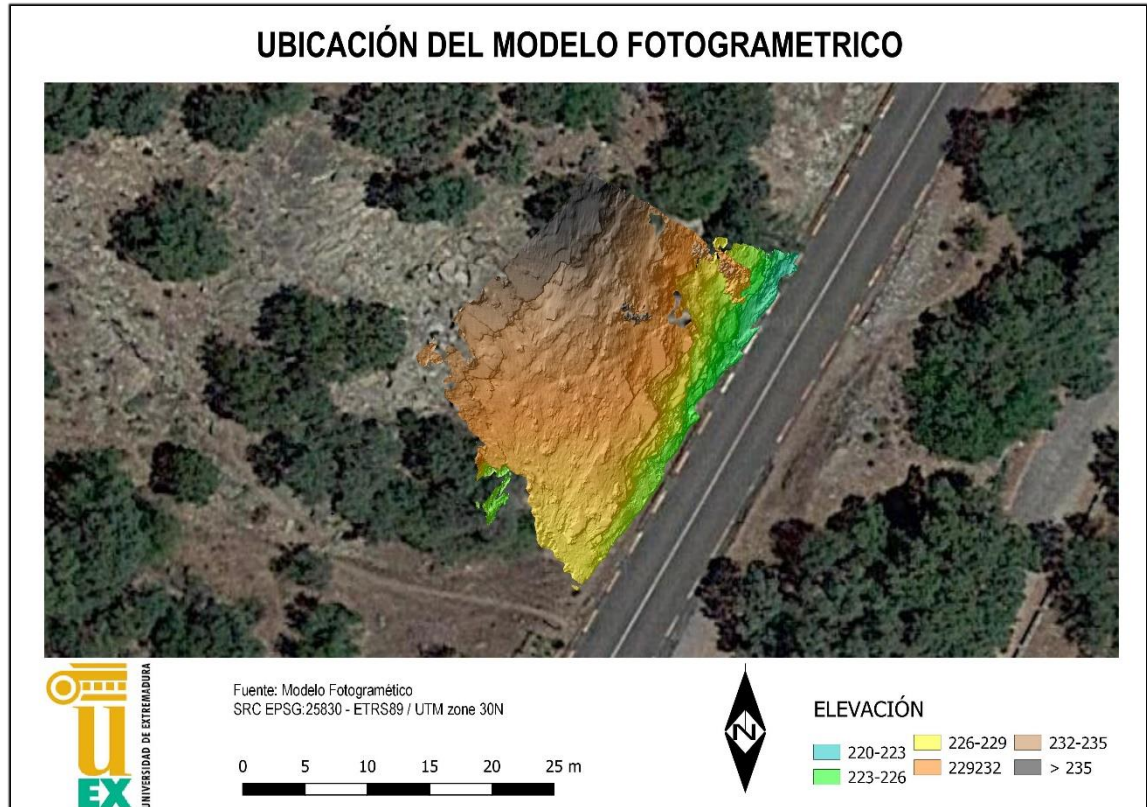 UBICACIÓN DEL MODELO FOTOGRAMETRICO
UNIVERSIDAD DE EXTREMADURA
u
EX
Fuente: Modelo Fotogramético
SRC EPSG:25830 - ETRS89 / UTM zone 30N
0 5 10 15 20 25 m
N
ELEVACIÓN
220-223
223-226
226-229
229232
232-235
> 235